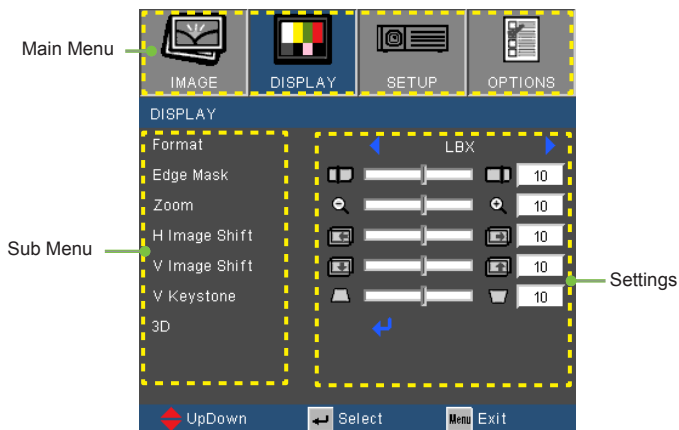 Main Menu
IMAGE DISPLAY SETUP OPTIONS
DISPLAY
Format LBX
Edge Mask 10
Zoom 10
H Image Shift 10
Sub Menu
V Image Shift 10
Settings
V Keystone 10
3D
UpDown Select Menu Exit